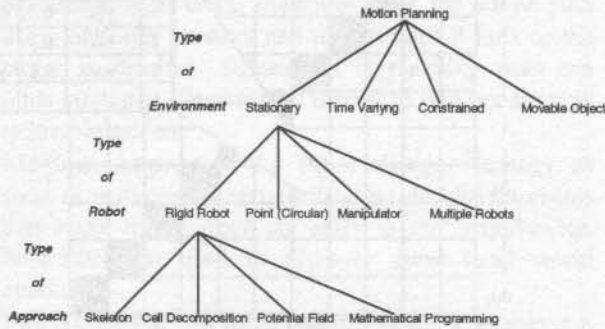 Motion Planning
Type
of
Environment Stationary Time Variyng Constrained Movable Object
Type
of
Robot Rigid Robot Point (Circular) Manipulator Multiple Robots
Type
of
Approach Skeleton Cell Decomposition Potential Field Mathematical Programming